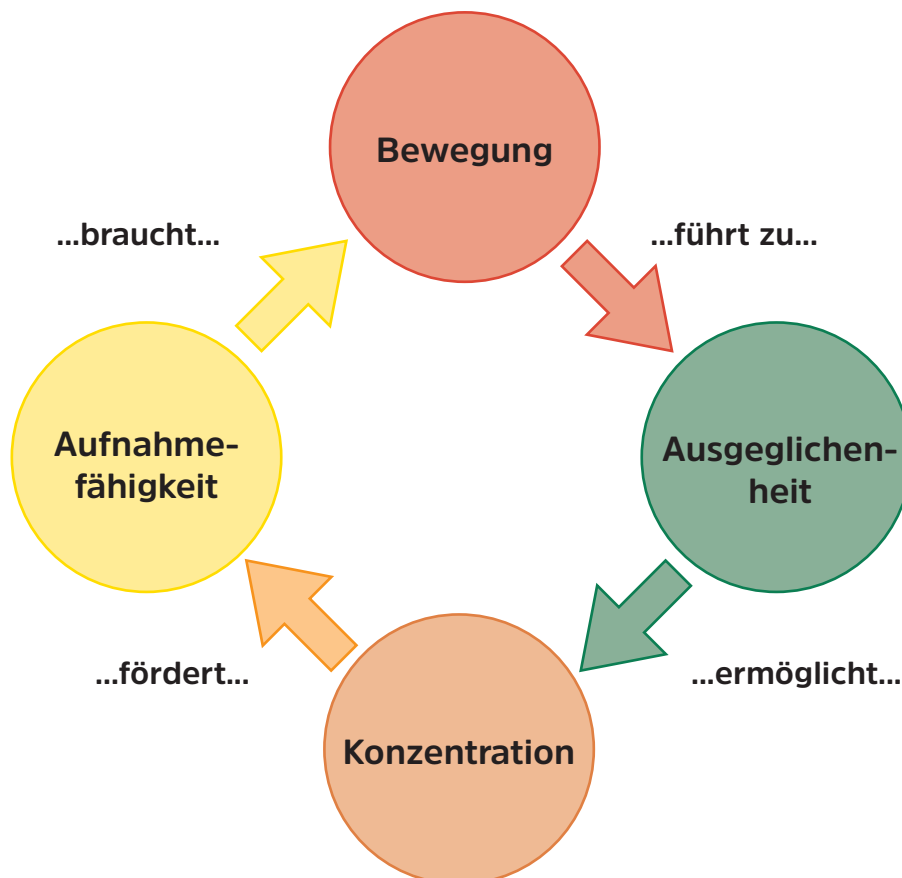 Bewegung
...braucht...
...führt zu...
Aufnahme-
fähigkeit
Ausgeglichen-
heit
...fördert...
...ermöglicht...
Konzentration